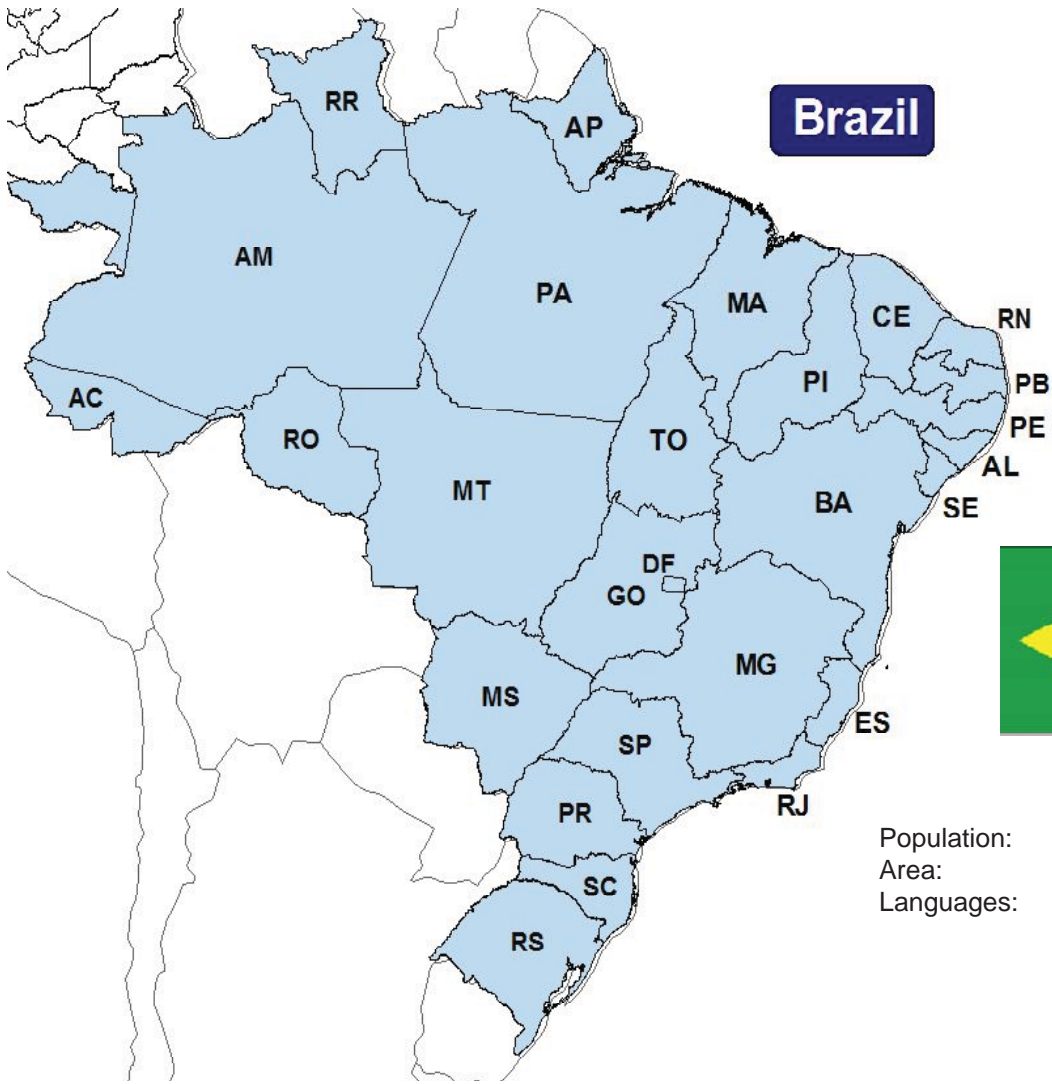 RR
AP
Brazil
AM
PA
MA
CE
RN
PI
PB
AC
PE
RO
TO
AL
MT
BA
SE
DF
GO
MG
MS
ES
SP
RJ
PR
Population:
Area:
SC
Languages:
RS